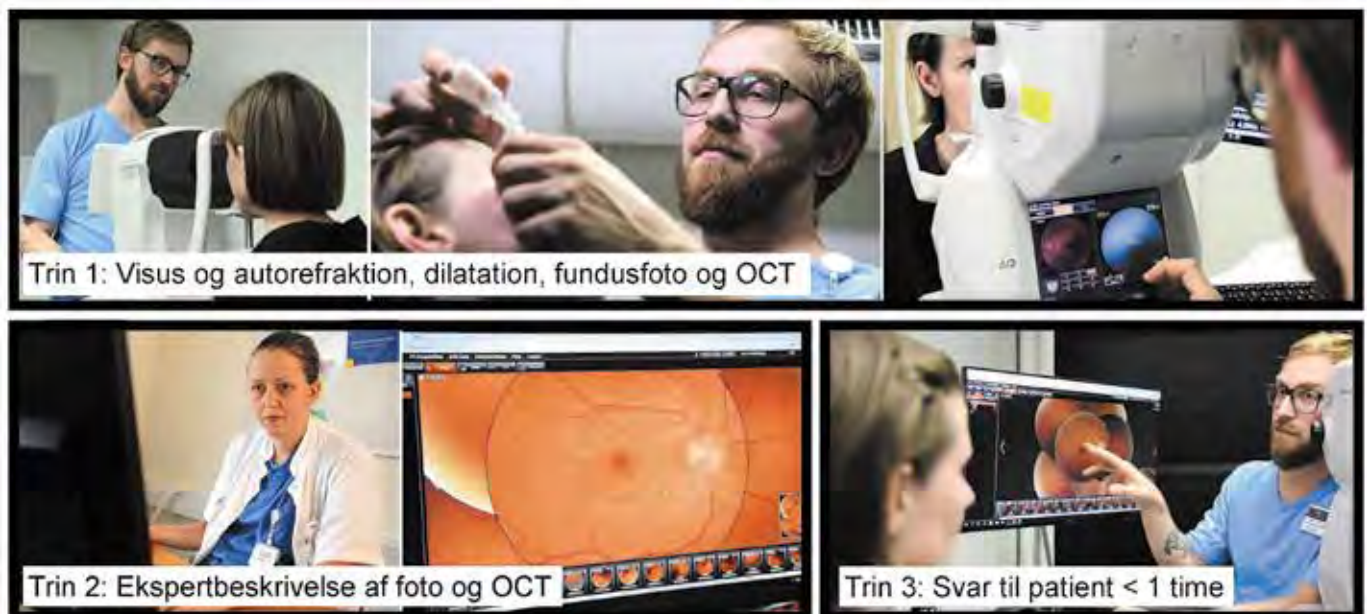 Trin 1: Visus og autorefraktion, dilatation, fundusfoto og OCT
Trin 2: Ekspertbeskrivelse af foto og OCT
Trin 3: Svar til patient < 1 time